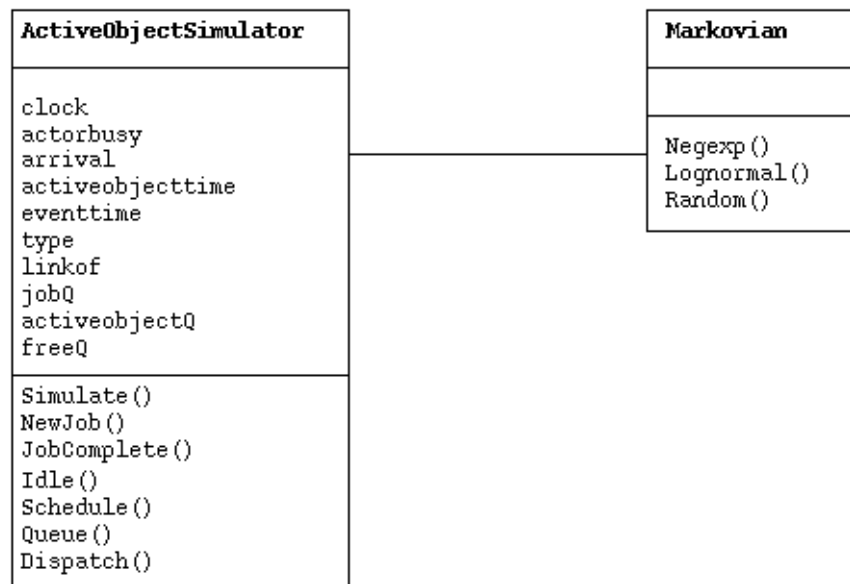 ActiveObjectSimulator
clock
actorbusy
arrival
activeobjecttime
eventtime
type
linkof
jobQ
activeobjectQ
freeQ
Simulate()
NewJob()
JobComplete()
Idle()
Schedule()
Queue()
Dispatch()
Markovian
Negexp()
Lognormal()
Random()